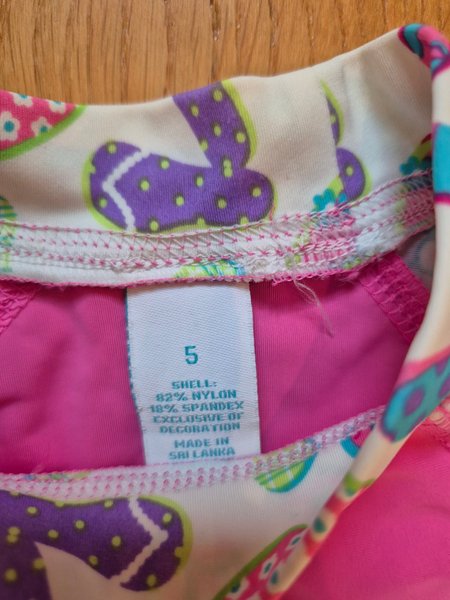 5
SHELL:
82% NYLON
18% SPANDEX
EXCLUSIVE OF
DECORATION
MADE IN
SRI LANKA